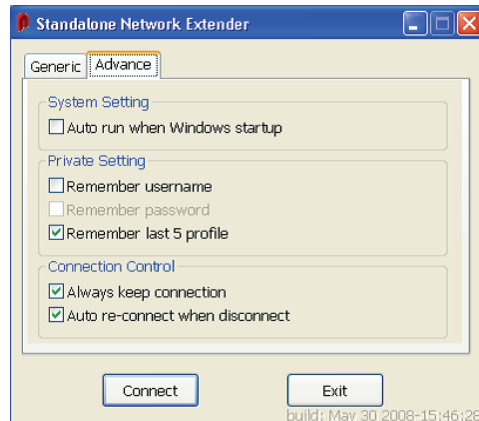 Standalone Network Extender
Generic Advance
System Setting
Auto run when Windows startup
Private Setting
Remember username
Remember password
Remember last 5 profile
Connection Control
Always keep connection
Auto re-connect when disconnect
Connect Exit
build: May 30 2008-15:46:28